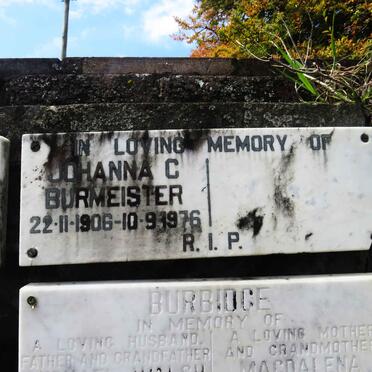 IN LOVING MEMORY OF
JOHANNA C
BURMEISTER
22·11·1906-10·9·1976
R.I.P.
BURBIDGE
IN MEMORY OF
A LOVING HUSBAND, A LOVING MOTHER
FATHER AND GRANDFATHER AND GRANDMOTHER
MAGDALENA